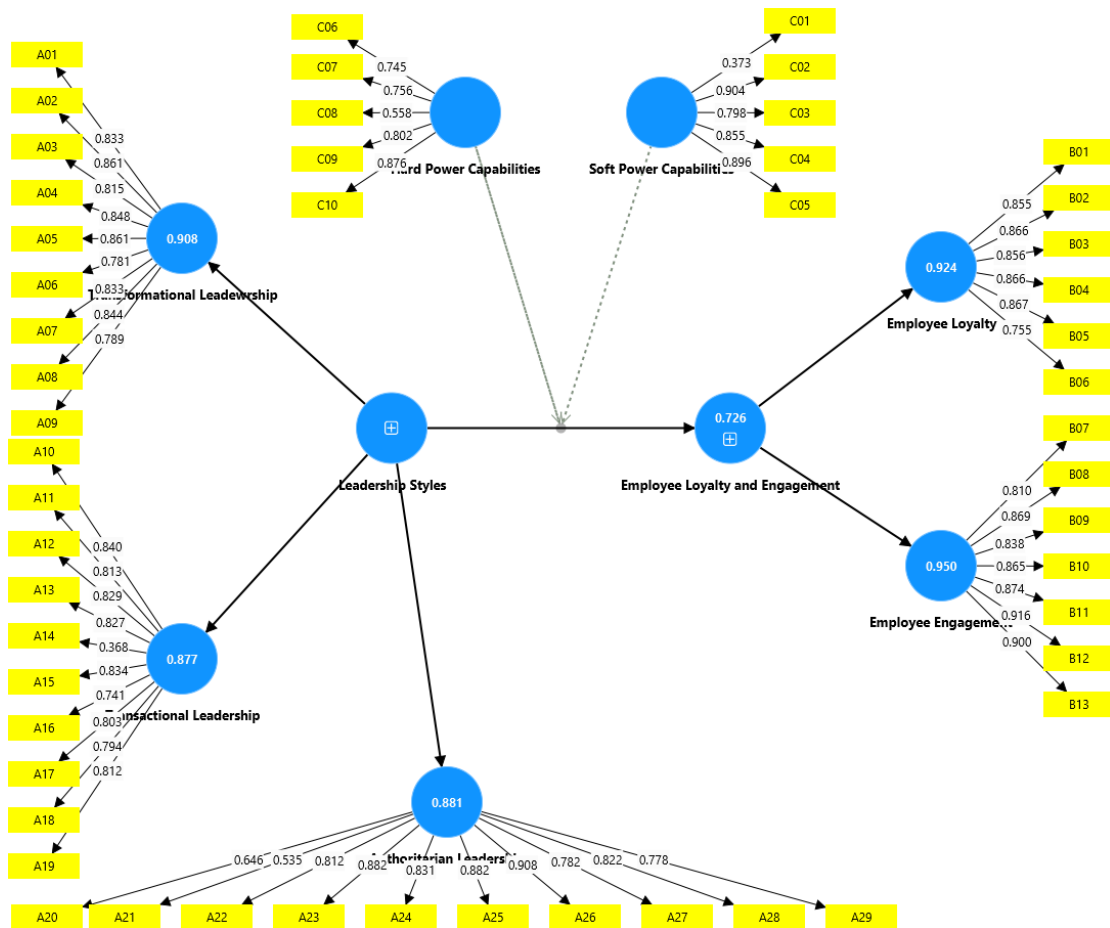 C06
C07
C08
C09
C10
0.745
0.756
0.558
0.802
0.876
Hard Power Capabilities
C01
C02
C03
C04
C05
0.373
0.904
0.798
0.855
0.896
Soft Power Capabilities
A01
A02
A03
A04
A05
A06
A07
A08
A09
0.833
0.861
0.815
0.848
0.861
0.781
0.833
0.844
0.789
0.908
Transformational Leadewrship
B01
B02
B03
B04
B05
B06
0.855
0.866
0.856
0.866
0.867
0.755
0.924
Employee Loyalty
Leadership Styles
0.726
Employee Loyalty and Engagement
A10
A11
A12
A13
A14
A15
A16
A17
A18
A19
0.840
0.813
0.829
0.827
0.368
0.834
0.741
0.803
0.794
0.812
0.877
Transactional Leadership
B07
B08
B09
B10
B11
B12
B13
0.810
0.869
0.838
0.865
0.874
0.916
0.900
0.950
Employee Engagement
0.881
Authoritarian Leadership
0.646
0.535
0.812
0.882
0.831
0.882
0.908
0.782
0.822
0.778
A20
A21
A22
A23
A24
A25
A26
A27
A28
A29